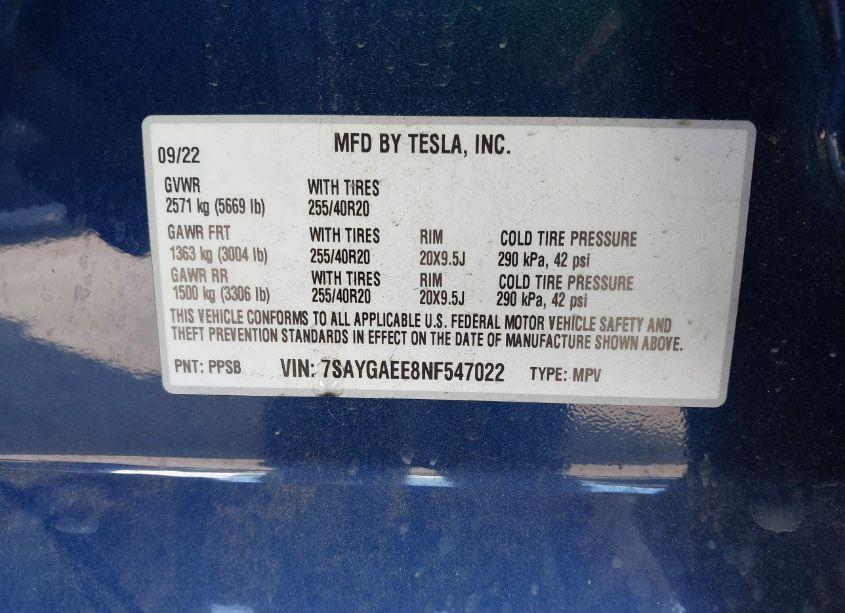 MFD BY TESLA, INC.
09/22
GVWR WITH TIRES
2571 kg (5669 lb) 255/40R20
GAWR FRT WITH TIRES RIM COLD TIRE PRESSURE
1363 kg (3004 lb) 255/40R20 20X9.5J 290 kPa, 42 psi
GAWR RR WITH TIRES RIM COLD TIRE PRESSURE
1500 kg (3306 lb) 255/40R20 20X9.5J 290 kPa, 42 psi
THIS VEHICLE CONFORMS TO ALL APPLICABLE U.S. FEDERAL MOTOR VEHICLE SAFETY AND
THEFT PREVENTION STANDARDS IN EFFECT ON THE DATE OF MANUFACTURE SHOWN ABOVE.
PNT: PPSB VIN: 7SAYGAEE8NF547022 TYPE: MPV